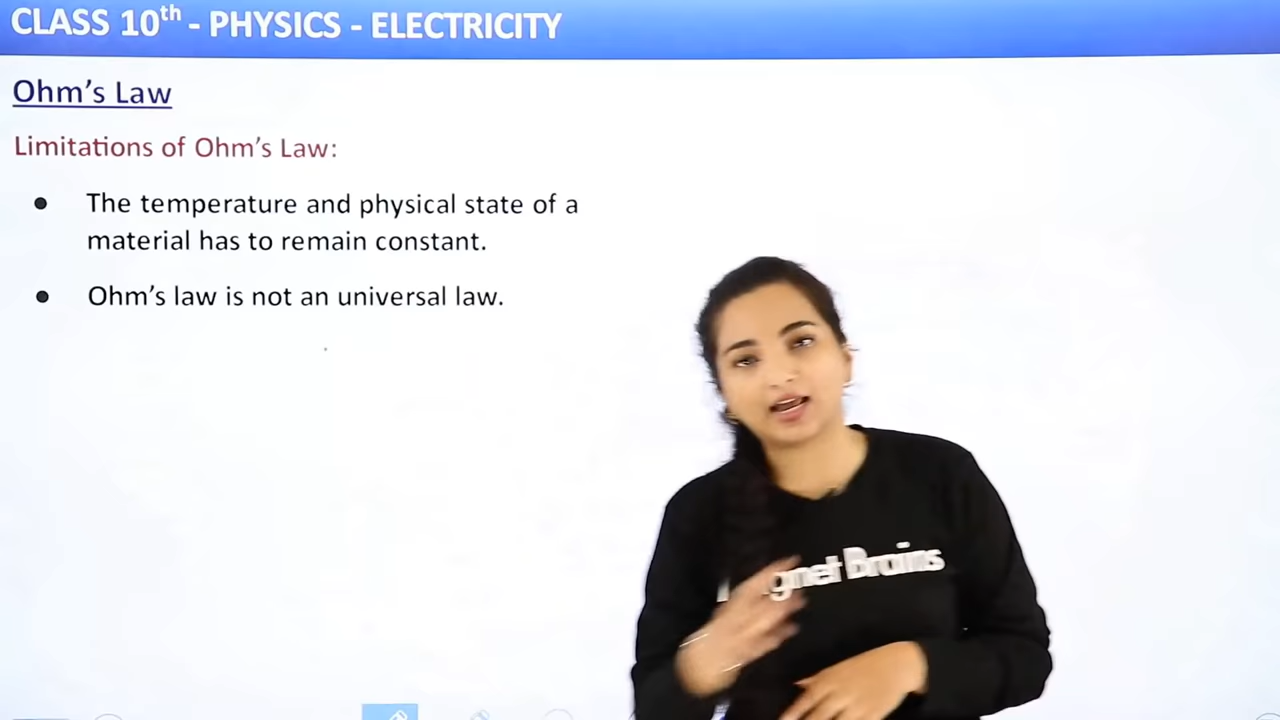 CLASS 10th - PHYSICS - ELECTRICITY
Ohm's Law
Limitations of Ohm's Law:
● The temperature and physical state of a
material has to remain constant.
● Ohm's law is not an universal law.
Brains